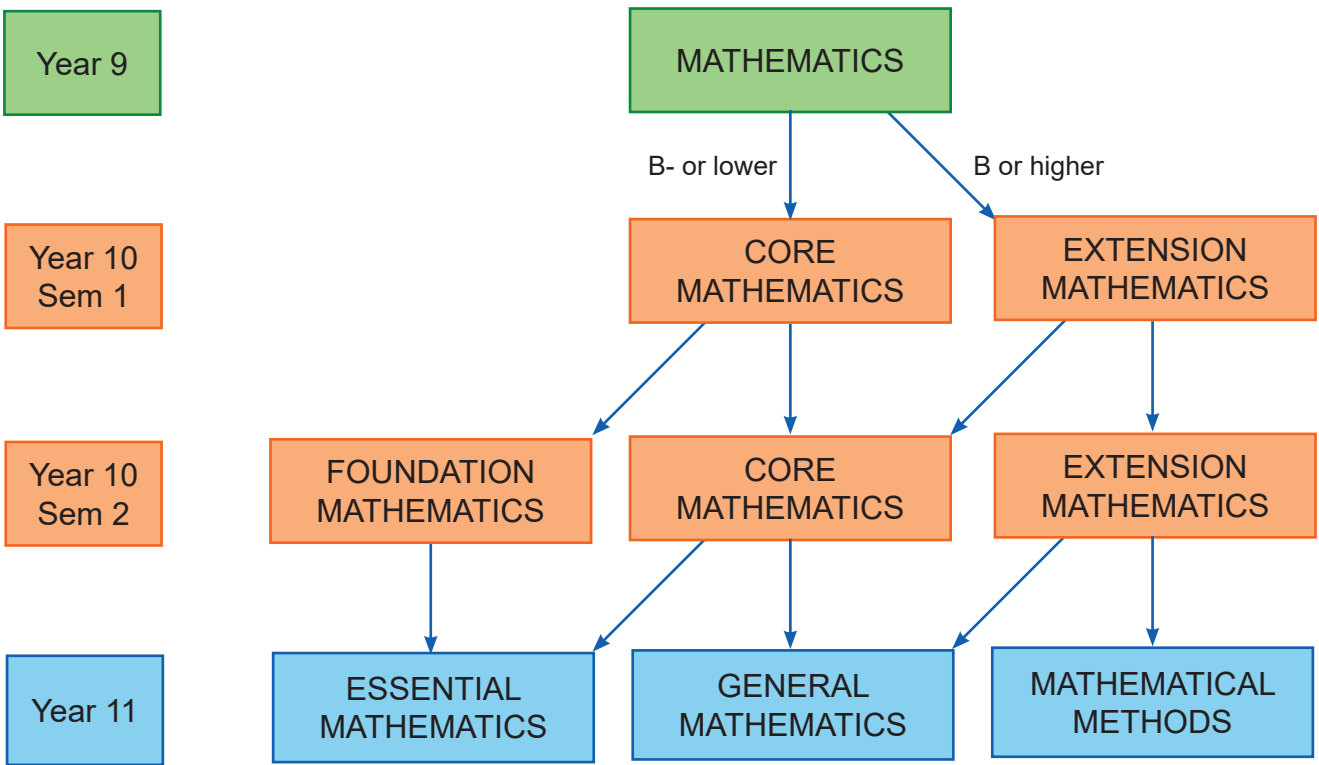 Year 9
MATHEMATICS
B- or lower
B or higher
Year 10
Sem 1
CORE
MATHEMATICS
EXTENSION
MATHEMATICS
Year 10
Sem 2
FOUNDATION
MATHEMATICS
CORE
MATHEMATICS
EXTENSION
MATHEMATICS
Year 11
ESSENTIAL
MATHEMATICS
GENERAL
MATHEMATICS
MATHEMATICAL
METHODS